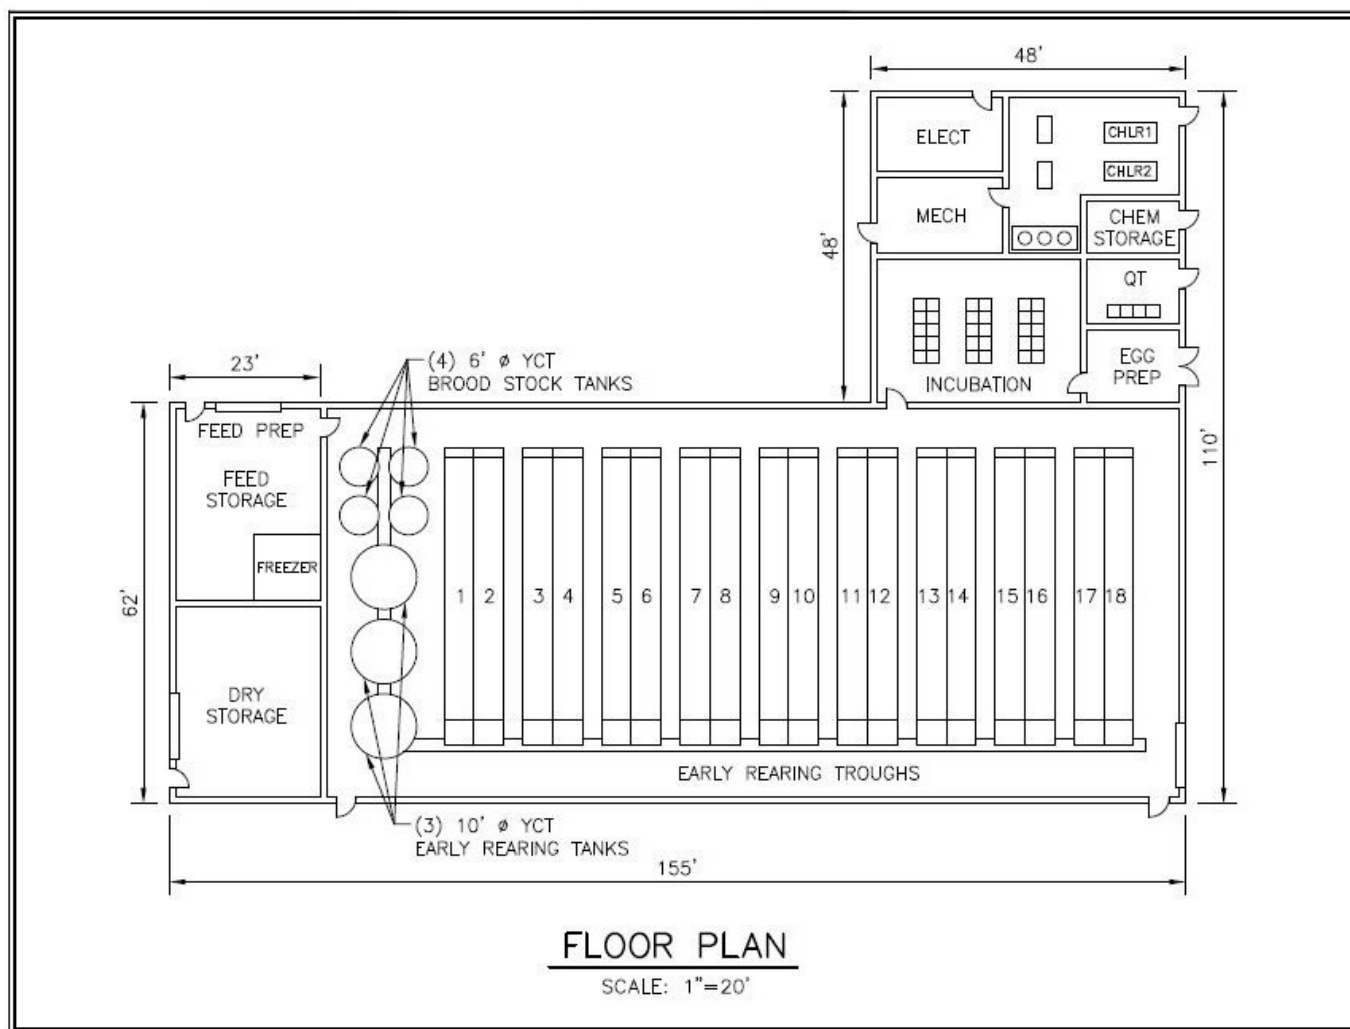 48'
ELECT
CHLR1
CHLR2
MECH
CHEM
STORAGE
48'
QT
EGG
PREP
INCUBATION
110'
23'
(4) 6' ø YCT
BROOD STOCK TANKS
FEED PREP
FEED
STORAGE
FREEZER
62'
DRY
STORAGE
1 2 3 4 5 6 7 8 9 10 11 12 13 14 15 16 17 18
EARLY REARING TROUGHS
(3) 10' ø YCT
EARLY REARING TANKS
155'
FLOOR PLAN
SCALE: 1"=20'